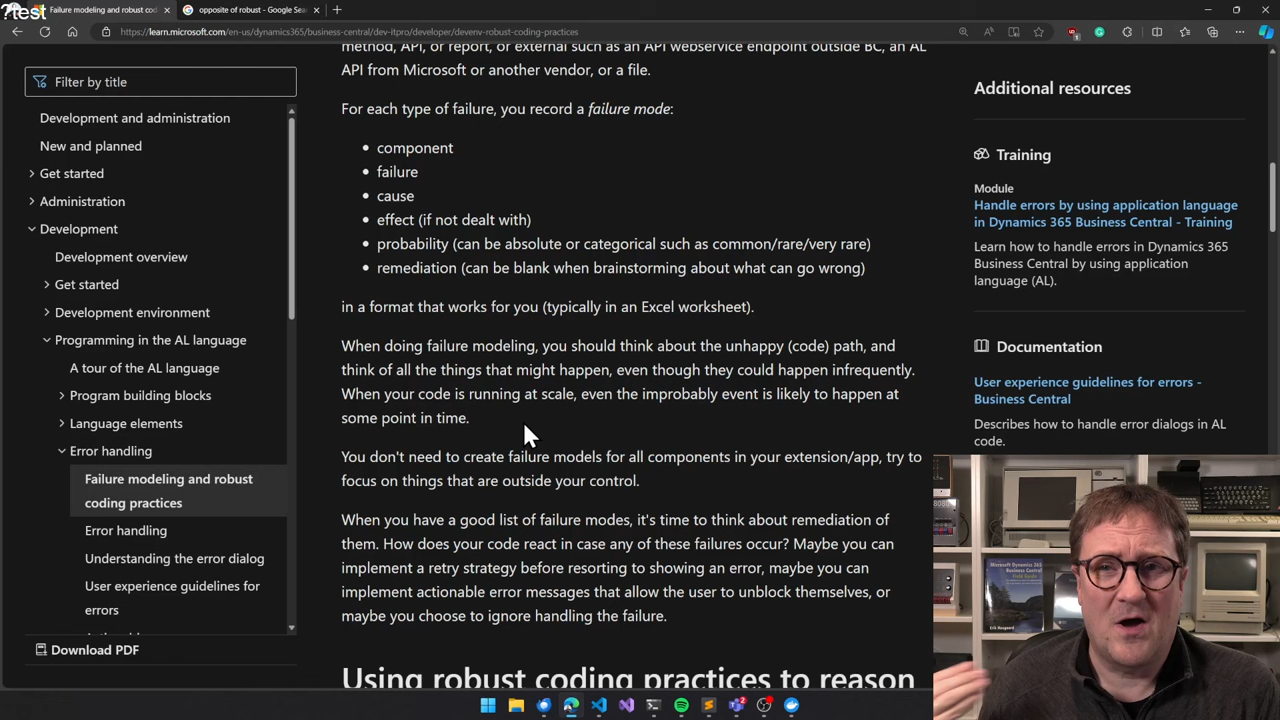 ?test
Failure modeling and robust cod
opposite of robust - Google Sea
https://learn.microsoft.com/en-us/dynamics365/business-central/dev-itpro/developer/devenv-robust-coding-practices
Filter by title
Development and administration
New and planned
Get started
Administration
Development
Development overview
Get started
Development environment
Programming in the AL language
A tour of the AL language
Program building blocks
Language elements
Error handling
Failure modeling and robust
coding practices
Error handling
Understanding the error dialog
User experience guidelines for
errors
Download PDF
method, API, or report, or external such as an API webservice endpoint outside BC, an AL
API from Microsoft or another vendor, or a file.
For each type of failure, you record a failure mode:
component
failure
cause
effect (if not dealt with)
probability (can be absolute or categorical such as common/rare/very rare)
remediation (can be blank when brainstorming about what can go wrong)
in a format that works for you (typically in an Excel worksheet).
When doing failure modeling, you should think about the unhappy (code) path, and
think of all the things that might happen, even though they could happen infrequently.
When your code is running at scale, even the improbably event is likely to happen at
some point in time.
You don't need to create failure models for all components in your extension/app, try to
focus on things that are outside your control.
When you have a good list of failure modes, it's time to think about remediation of
them. How does your code react in case any of these failures occur? Maybe you can
implement a retry strategy before resorting to showing an error, maybe you can
implement actionable error messages that allow the user to unblock themselves, or
maybe you choose to ignore handling the failure.
Using robust coding practices to reason
Additional resources
Training
Module
Handle errors by using application language
in Dynamics 365 Business Central - Training
Learn how to handle errors in Dynamics 365
Business Central by using application
language (AL).
Documentation
User experience guidelines for errors -
Business Central
Describes how to handle error dialogs in AL
code.
Microsoft Dynamics 365
Business Central
Field Guide
Erik Hougaard